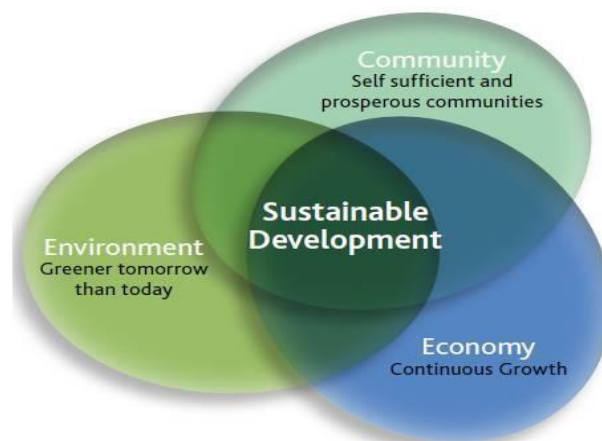 Community
Self sufficient and
prosperous communities
Sustainable
Development
Environment
Greener tomorrow
than today
Economy
Continuous Growth